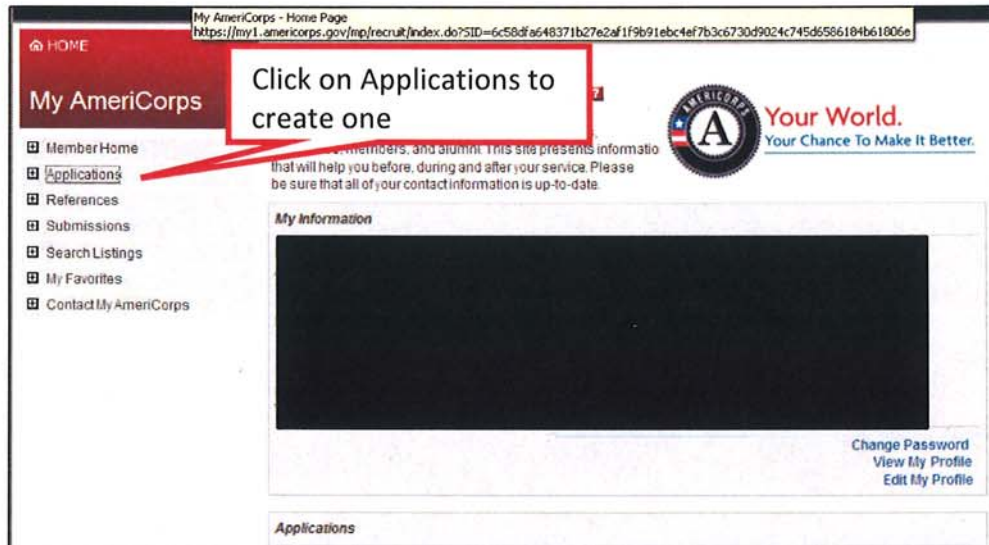 My AmeriCorps - Home Page
https://my1.americorps.gov/mp/recruit/index.do?SID=6c58dfa648371b27e2af1f9b91ebc4ef7b3c6730d9024c745d6586184b61806e
HOME
My AmeriCorps
Click on Applications to
create one
Member Home
Applications
References
Submissions
Search Listings
My Favorites
Contact My AmeriCorps
members, and alumni. This site presents informatio
that will help you before, during and after your service. Please
be sure that all of your contact information is up-to-date.
AMERICORPS
A
Your World.
Your Chance To Make It Better.
My Information
Change Password
View My Profile
Edit My Profile
Applications